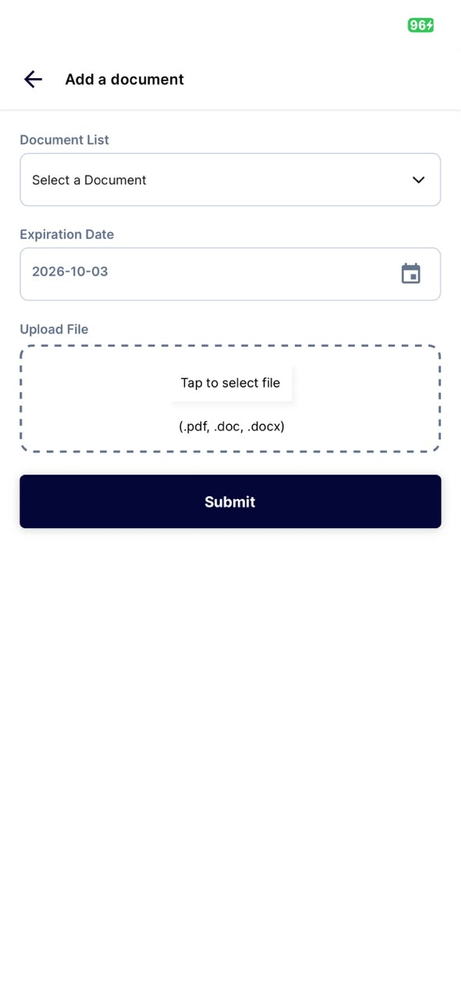 96
Add a document
Document List
Select a Document
Expiration Date
2026-10-03
Upload File
Tap to select file
(.pdf, .doc, .docx)
Submit